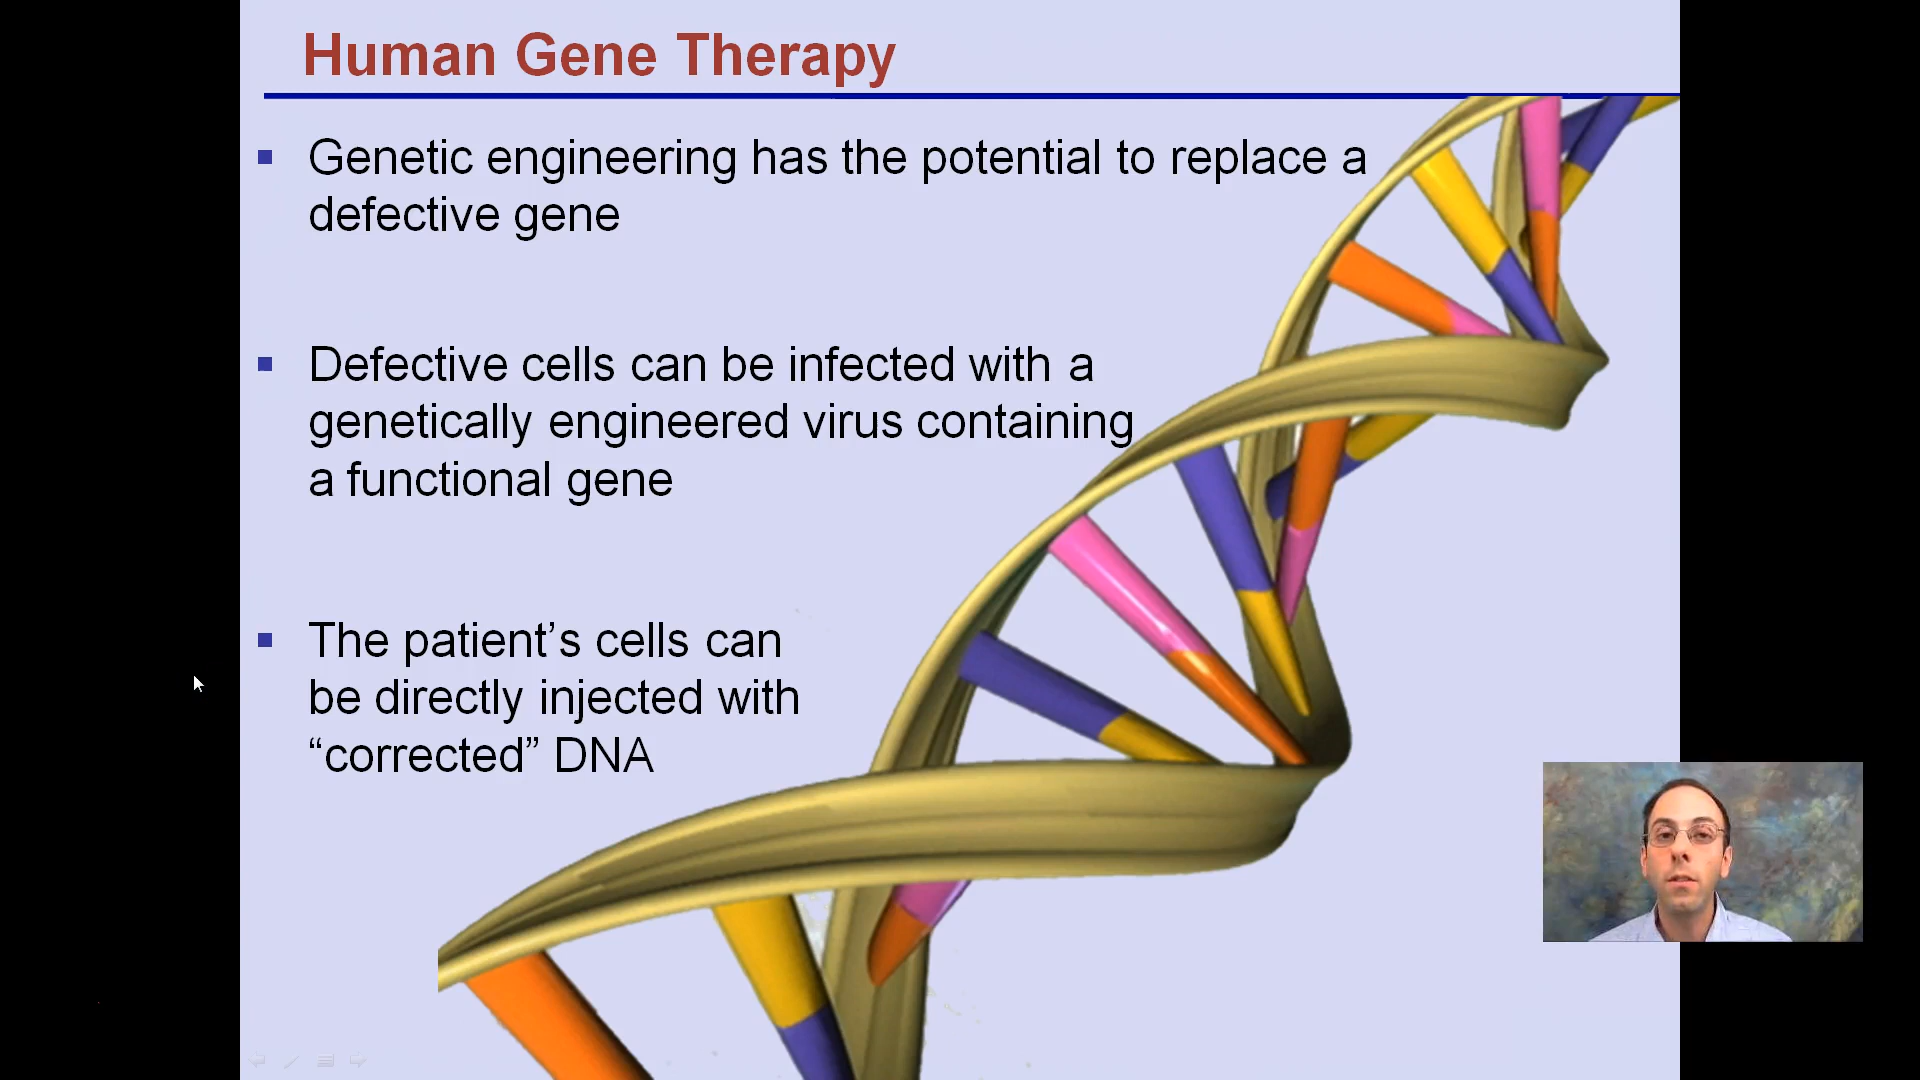 Human Gene Therapy
Genetic engineering has the potential to replace a
defective gene
Defective cells can be infected with a
genetically engineered virus containing
a functional gene
The patient’s cells can
be directly injected with
“corrected” DNA